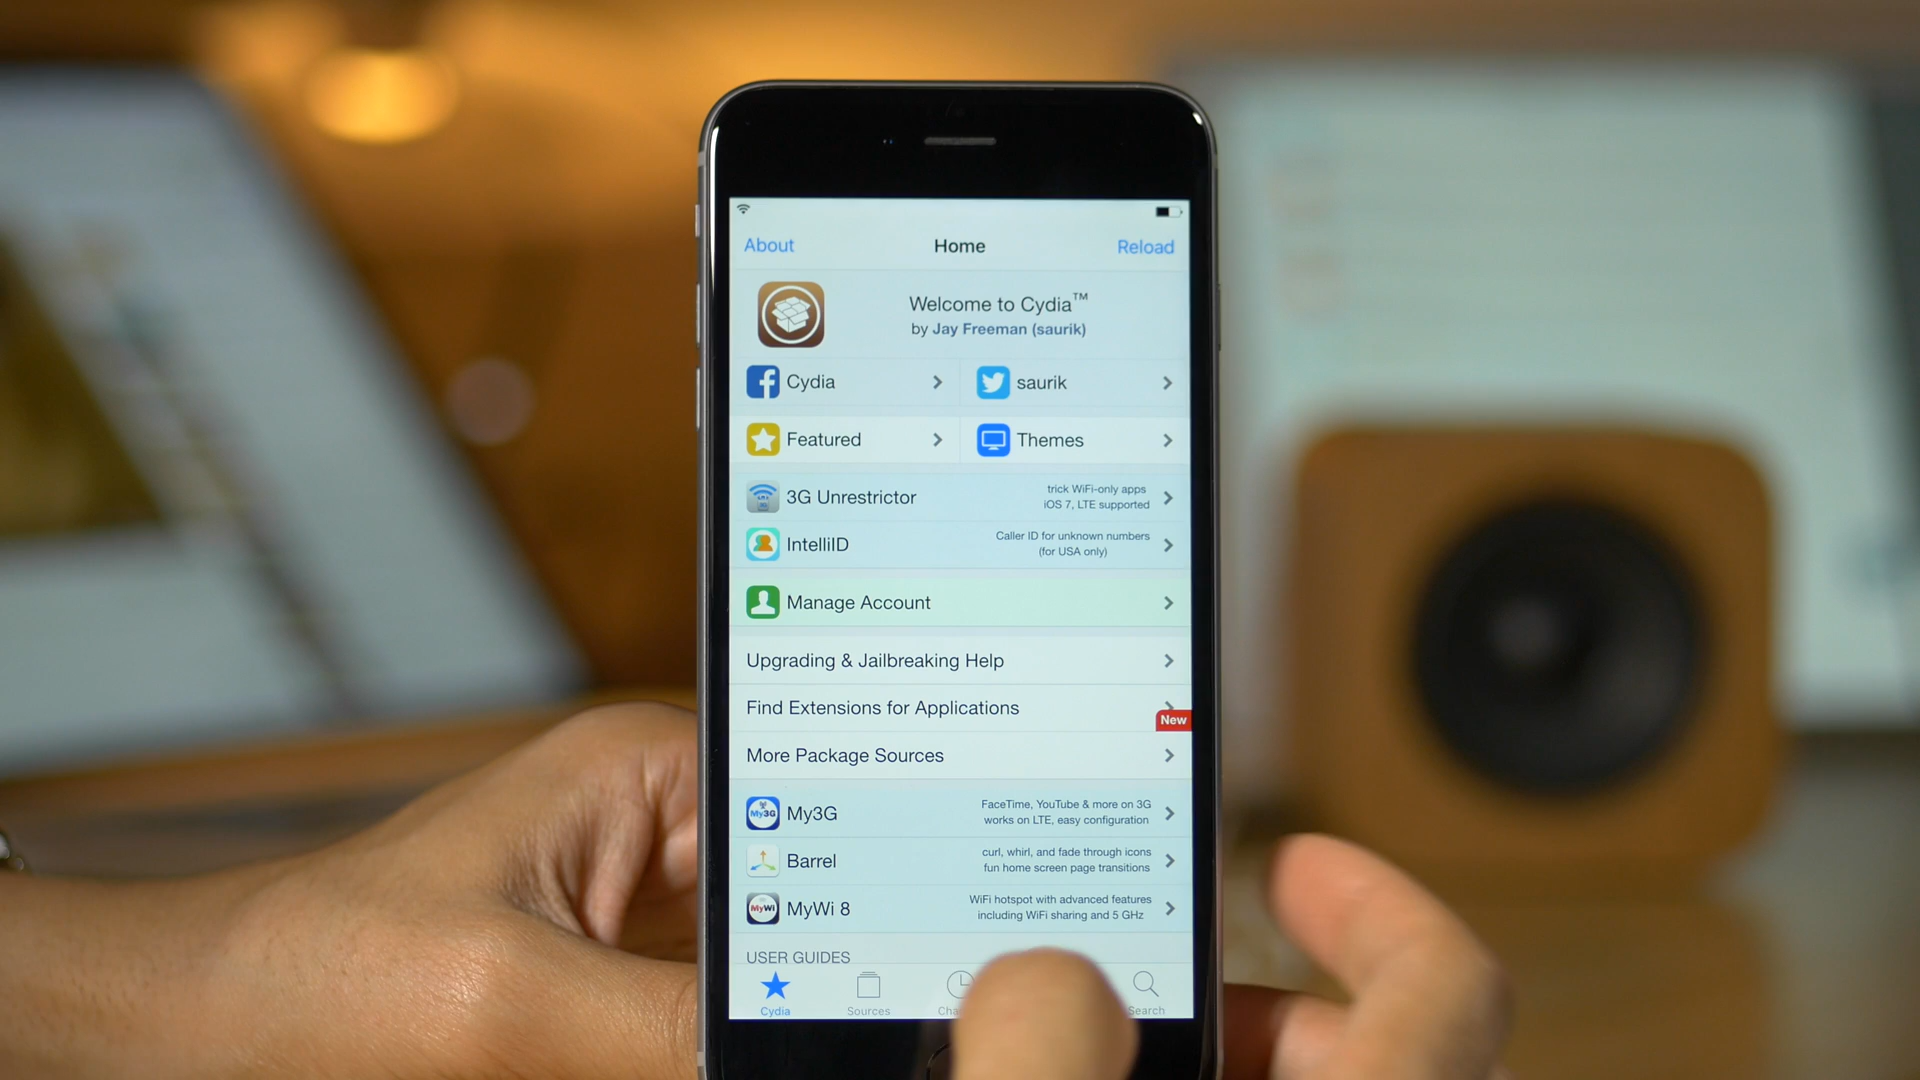 About Home Reload
Welcome to Cydia™
by Jay Freeman (saurik)
Cydia
saurik
Featured
Themes
3G Unrestrictor
trick WiFi-only apps
iOS 7, LTE supported
IntelliID
Caller ID for unknown numbers
(for USA only)
Manage Account
Upgrading & Jailbreaking Help
Find Extensions for Applications
New
More Package Sources
My3G
My3G
FaceTime, YouTube & more on 3G
works on LTE, easy configuration
Barrel
curl, whirl, and fade through icons
fun home screen page transitions
MyWi
MyWi 8
WiFi hotspot with advanced features
including WiFi sharing and 5 GHz
USER GUIDES
Cydia Sources Cha Search